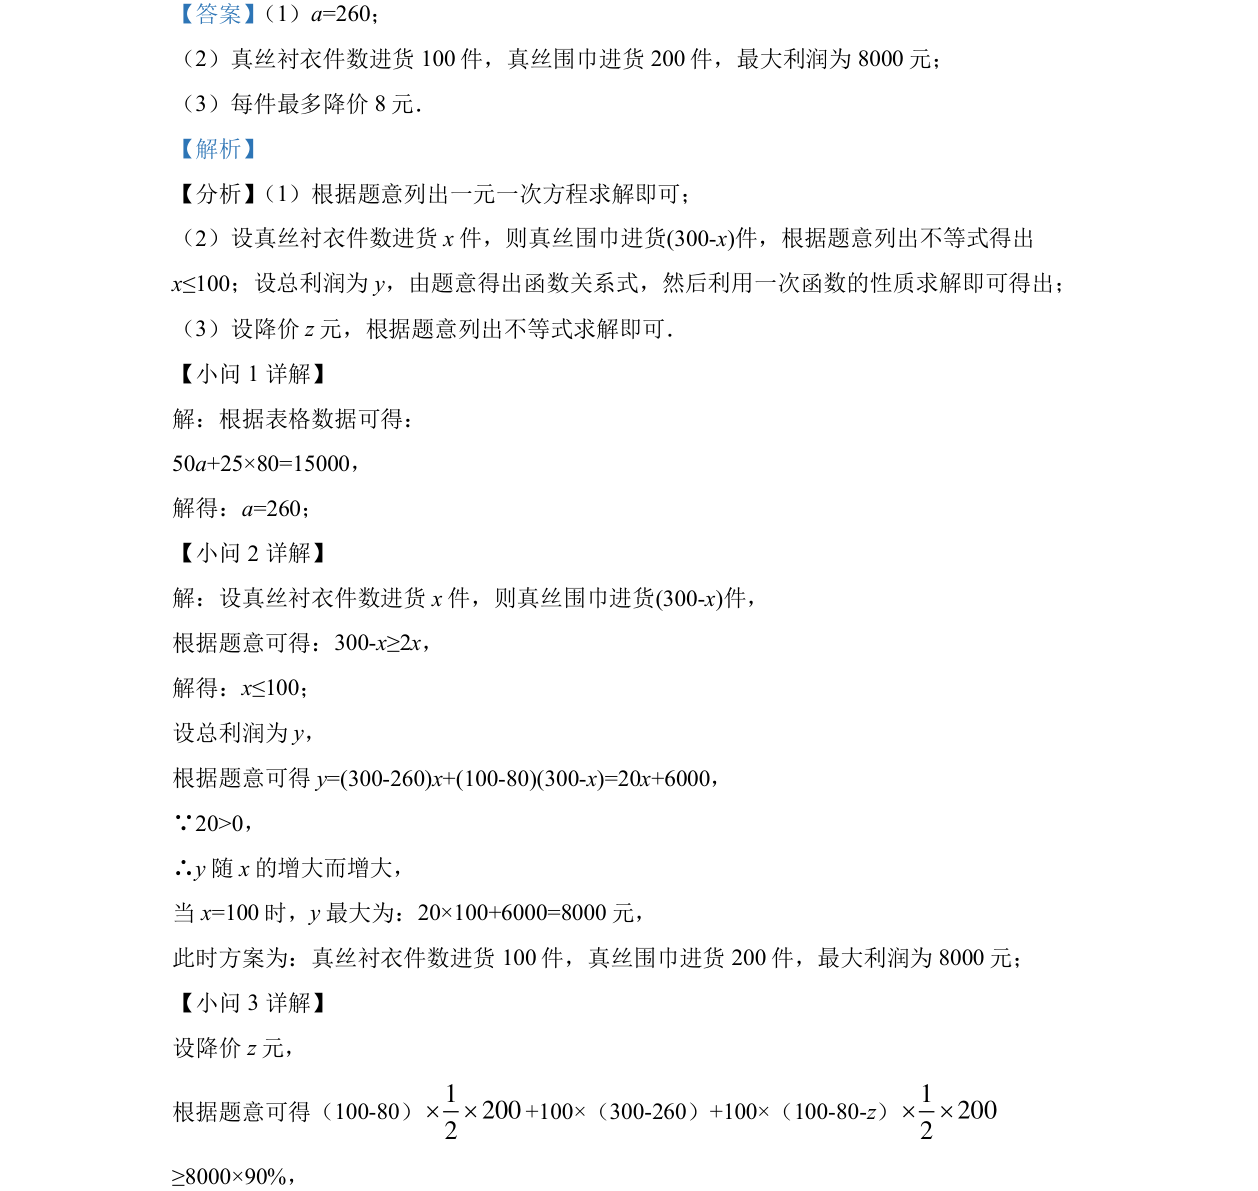 【答案】（1）a=260；
（2）真丝衬衣件数进货 100 件，真丝围巾进货 200 件，最大利润为 8000 元；
（3）每件最多降价 8 元．
【解析】
【分析】（1）根据题意列出一元一次方程求解即可；
（2）设真丝衬衣件数进货 x 件，则真丝围巾进货(300-x)件，根据题意列出不等式得出
x≤100；设总利润为 y，由题意得出函数关系式，然后利用一次函数的性质求解即可得出；
（3）设降价 z 元，根据题意列出不等式求解即可．
【小问 1 详解】
解：根据表格数据可得：
50a+25×80=15000，
解得：a=260；
【小问 2 详解】
解：设真丝衬衣件数进货 x 件，则真丝围巾进货(300-x)件，
根据题意可得：300-x≥2x，
解得：x≤100；
设总利润为 y，
根据题意可得 y=(300-260)x+(100-80)(300-x)=20x+6000，
∵20>0，
∴y 随 x 的增大而增大，
当 x=100 时，y 最大为：20×100+6000=8000 元，
此时方案为：真丝衬衣件数进货 100 件，真丝围巾进货 200 件，最大利润为 8000 元；
【小问 3 详解】
设降价 z 元，
根据题意可得（100-80）×1/2×200+100×（300-260）+100×（100-80-z）×1/2×200
≥8000×90%，